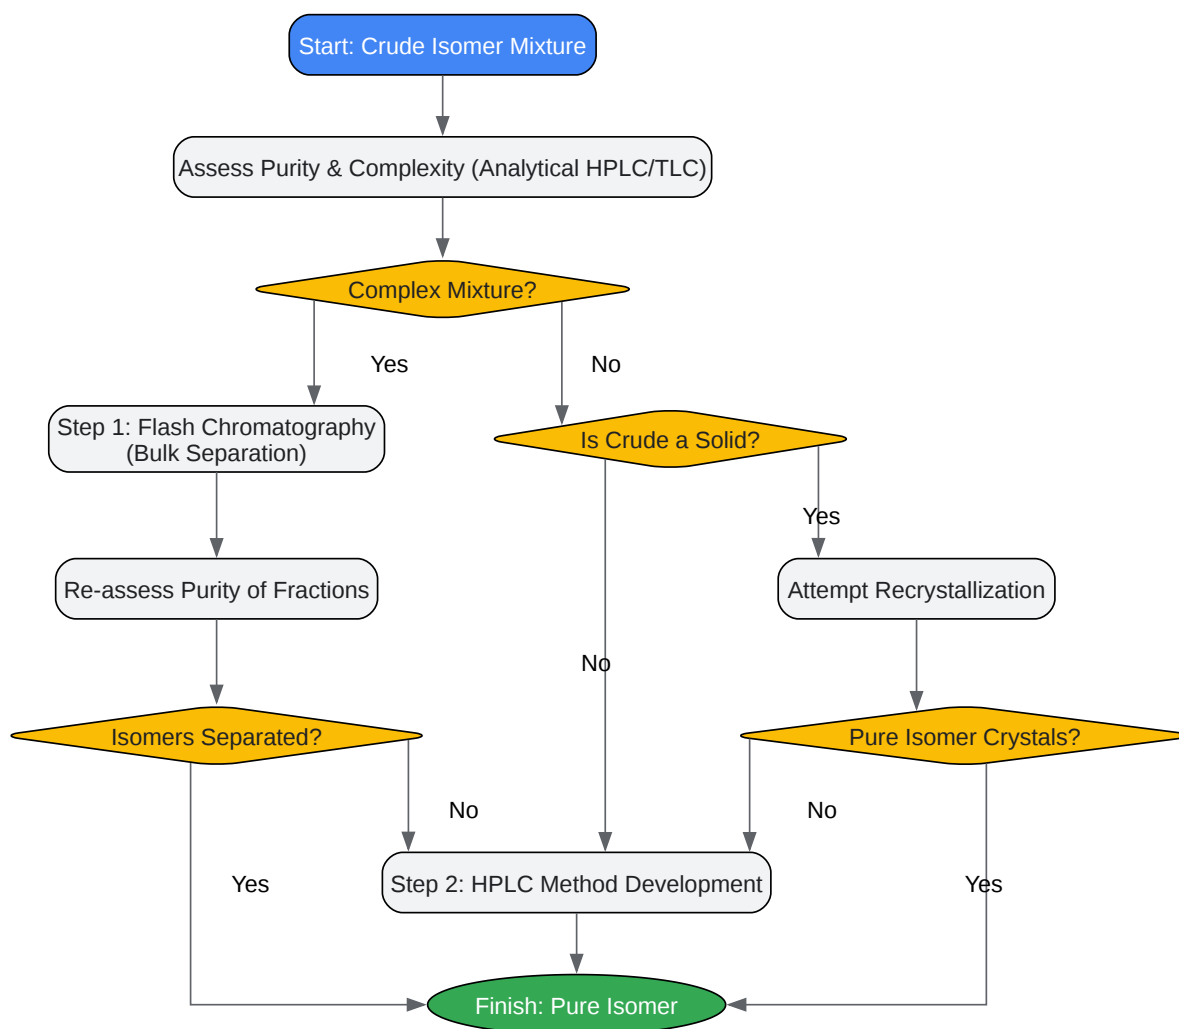 Start: Crude Isomer Mixture
Assess Purity & Complexity (Analytical HPLC/TLC)
Complex Mixture?
Yes
No
Step 1: Flash Chromatography
(Bulk Separation)
Is Crude a Solid?
Yes
Re-assess Purity of Fractions
Attempt Recrystallization
No
Isomers Separated?
Pure Isomer Crystals?
No
No
Yes
Step 2: HPLC Method Development
Yes
Finish: Pure Isomer